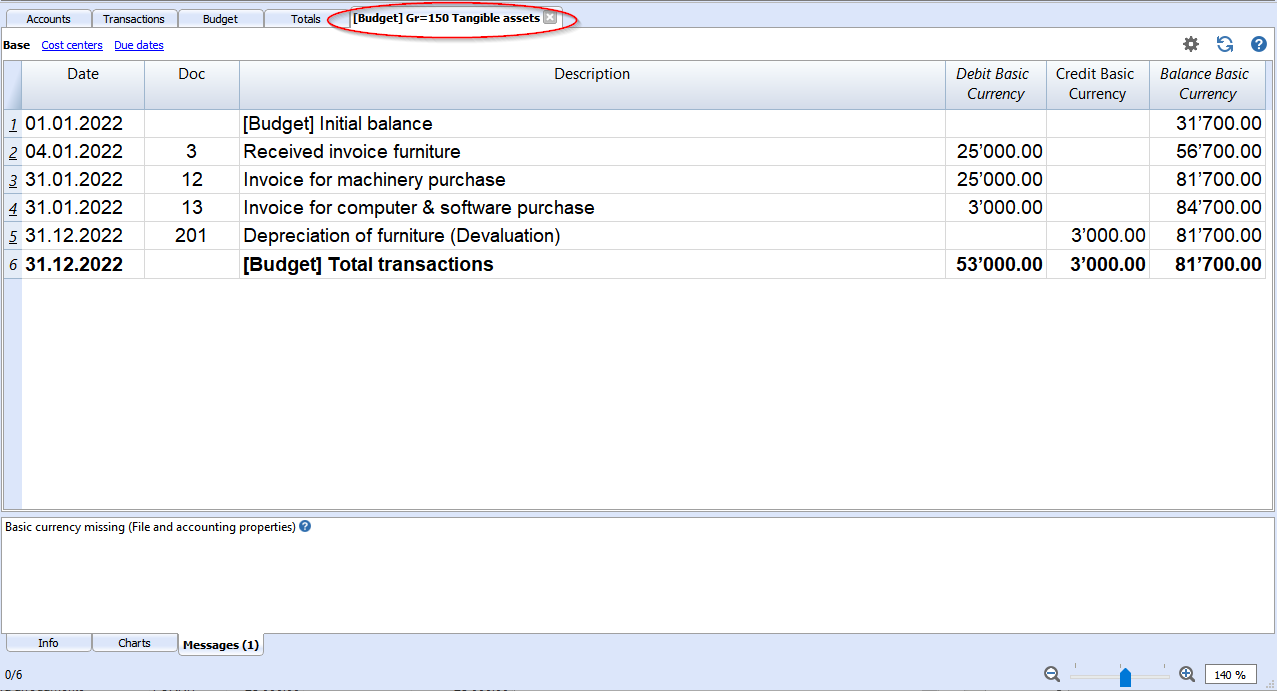 Accounts Transactions Budget Totals [Budget] Gr=150 Tangible assets
Base Cost centers Due dates
Date Doc Description Debit Basic Currency Credit Basic Currency Balance Basic Currency
1 01.01.2022 [Budget] Initial balance 31’700.00
2 04.01.2022 3 Received invoice furniture 25’000.00 56’700.00
3 31.01.2022 12 Invoice for machinery purchase 25’000.00 81’700.00
4 31.01.2022 13 Invoice for computer & software purchase 3’000.00 84’700.00
5 31.12.2022 201 Depreciation of furniture (Devaluation) 3’000.00 81’700.00
6 31.12.2022 [Budget] Total transactions 53’000.00 3’000.00 81’700.00
Basic currency missing (File and accounting properties)
Info Charts Messages (1)
0/6 140 %